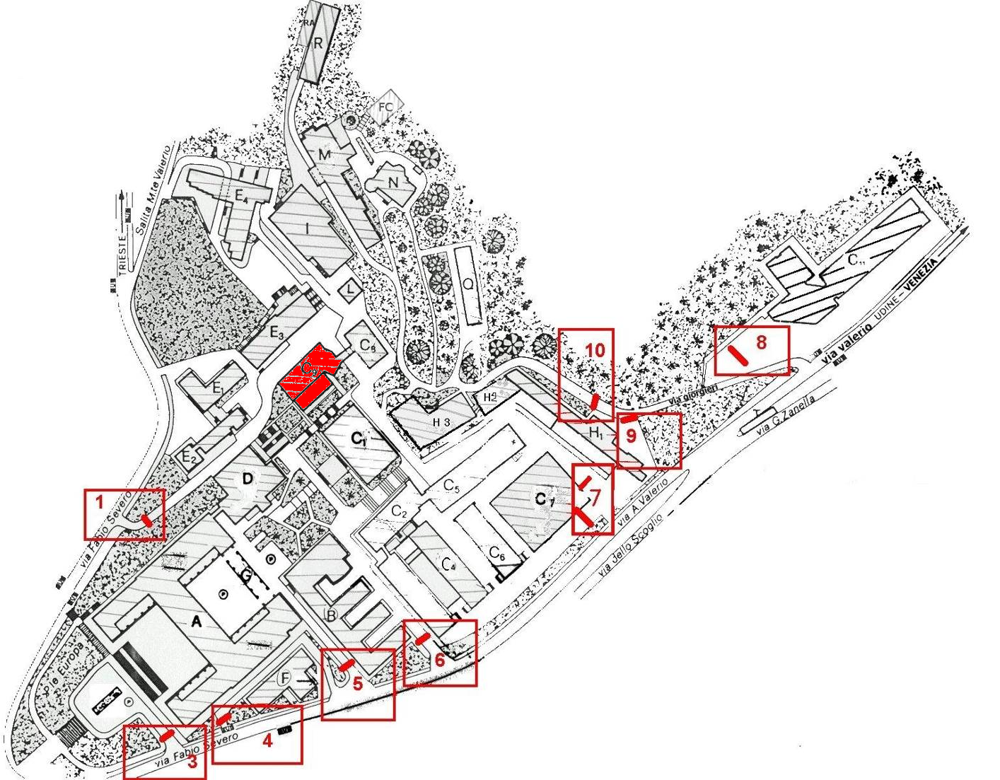 RA
R
FC
M
N
Salita M.te Valerio
E4
I
TRIESTE
L
Q
E3
C8
C9
E1
H2
H 3
E2
C1
H1
D
C5
C2
C7
C6
C4
G
P
P
A
B
F
P.le Europa
P
C11
UDINE - VENEZIA
via valerio
via giorgieri
T
via G.Zanella
via A Valerio
via Jello Scoglio
via Fabio Severo
via Fabio Severo
1
3
4
5
6
7
8
9
10